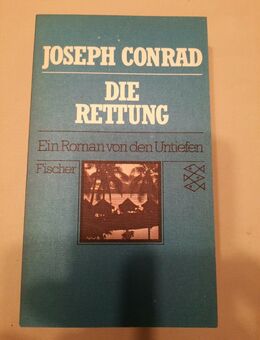 JOSEPH CONRAD
DIE
RETTUNG
Ein Roman von den Untiefen
Fischer